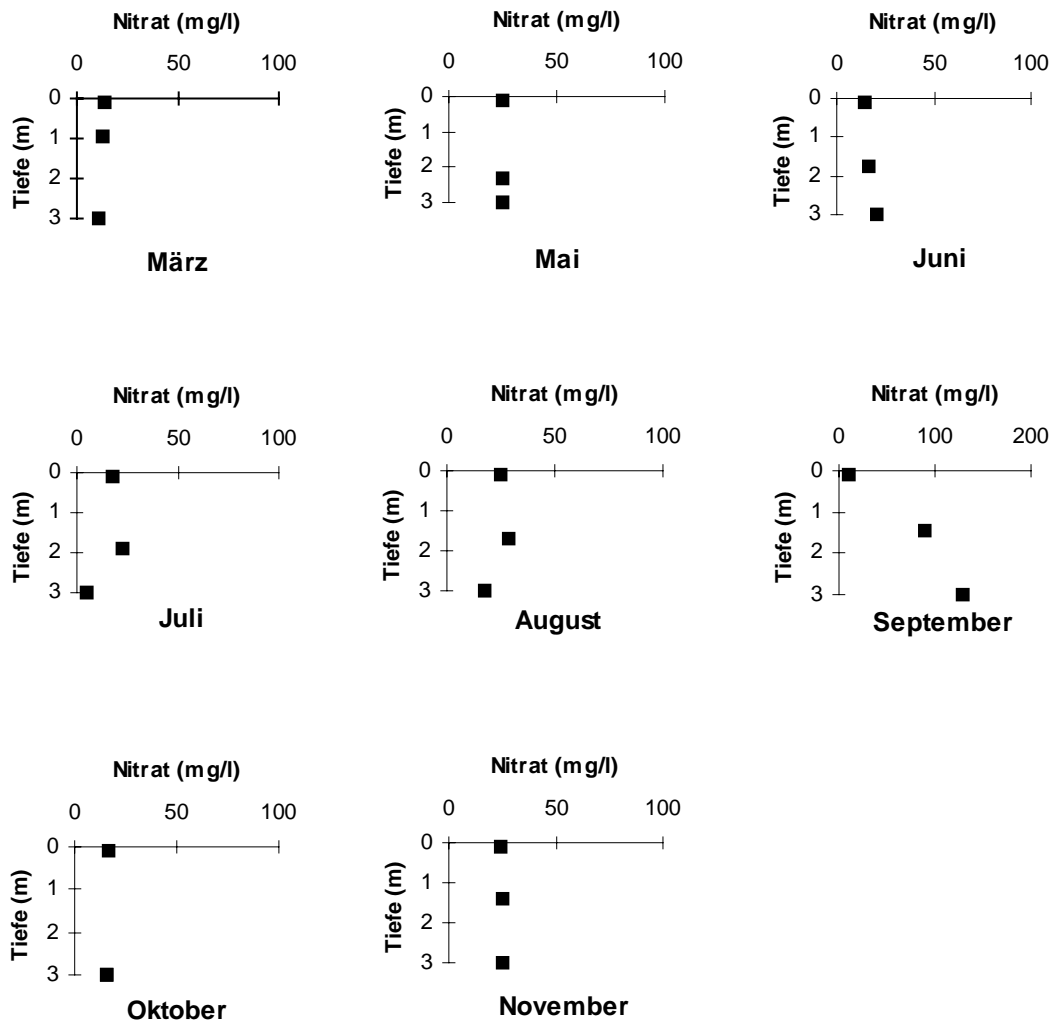 Nitrat (mg/l)
0 50 100
Tiefe (m)
0
1
2
3
März
Nitrat (mg/l)
0 50 100
Tiefe (m)
0
1
2
3
Mai
Nitrat (mg/l)
0 50 100
Tiefe (m)
0
1
2
3
Juni
Nitrat (mg/l)
0 50 100
Tiefe (m)
0
1
2
3
Juli
Nitrat (mg/l)
0 50 100
Tiefe (m)
0
1
2
3
August
Nitrat (mg/l)
0 100 200
Tiefe (m)
0
1
2
3
September
Nitrat (mg/l)
0 50 100
Tiefe (m)
0
1
2
3
Oktober
Nitrat (mg/l)
0 50 100
Tiefe (m)
0
1
2
3
November